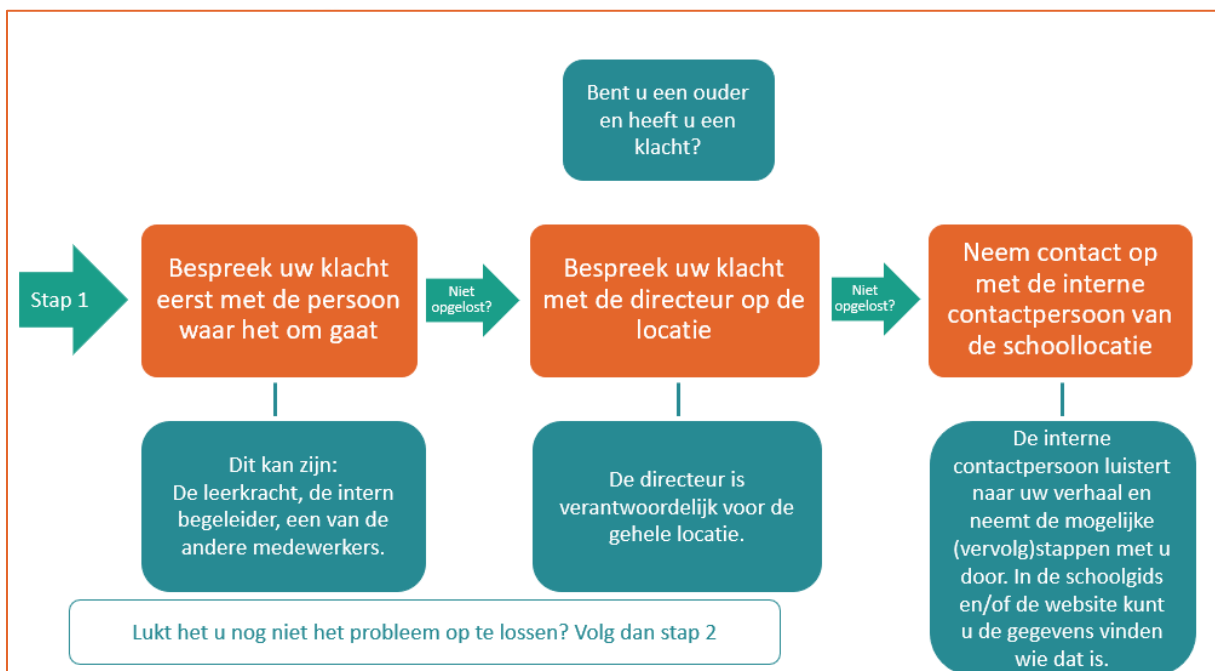 Bent u een ouder
en heeft u een
klacht?
Stap 1
Bespreek uw klacht
eerst met de persoon
waar het om gaat
Niet
opgelost?
Bespreek uw klacht
met de directeur op de
locatie
Niet
opgelost?
Neem contact op
met de interne
contactpersoon van
de schoollocatie
Dit kan zijn:
De leerkracht, de intern
begeleider, een van de
andere medewerkers.
De directeur is
verantwoordelijk voor de
gehele locatie.
De interne
contactpersoon luistert
naar uw verhaal en
neemt de mogelijke
(vervolg)stappen met u
door. In de schoolgids
en/of de website kunt
u de gegevens vinden
wie dat is.
Lukt het u nog niet het probleem op te lossen? Volg dan stap 2